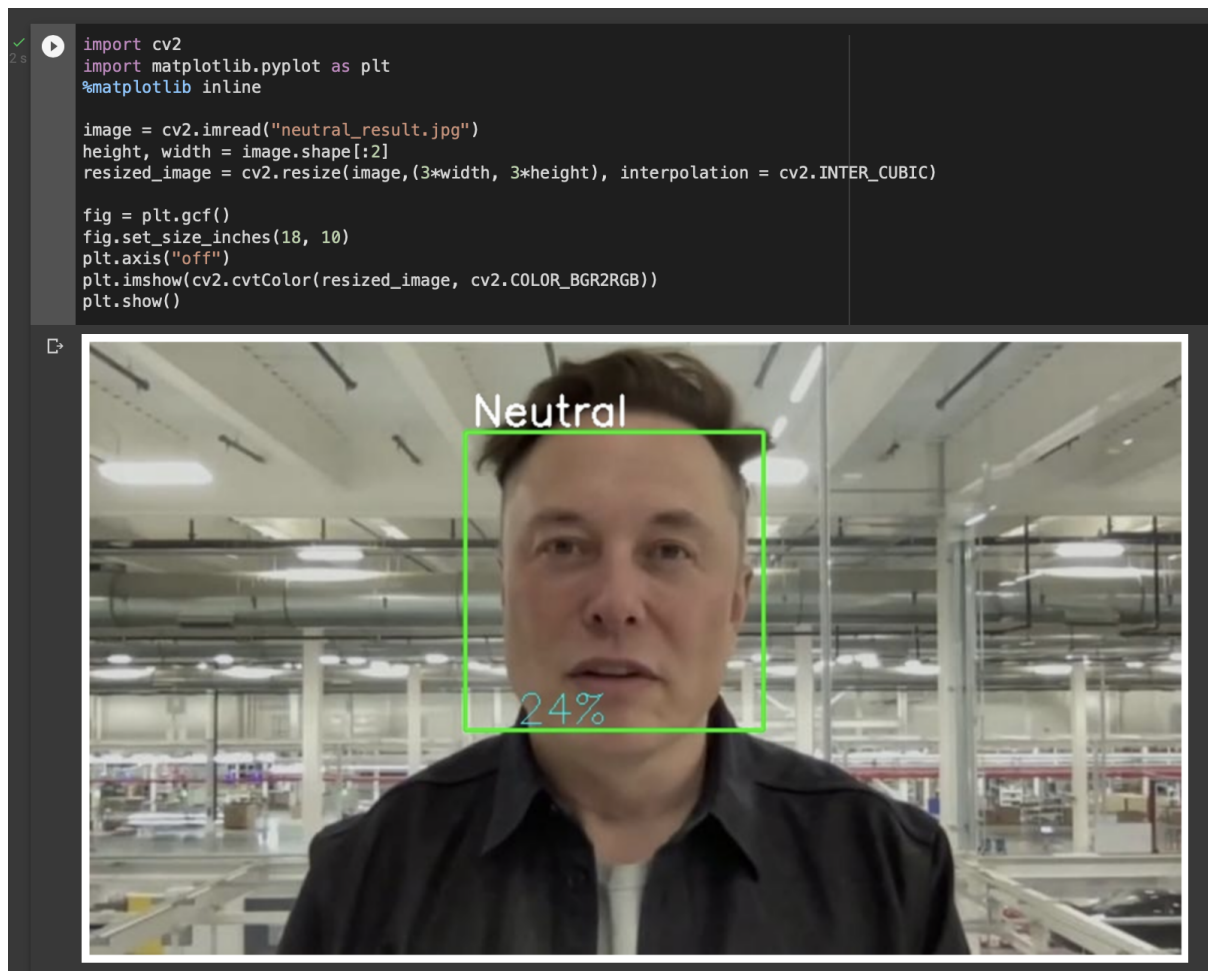 2 s
import cv2
import matplotlib.pyplot as plt
%matplotlib inline
image = cv2.imread("neutral_result.jpg")
height, width = image.shape[:2]
resized_image = cv2.resize(image,(3*width, 3*height), interpolation = cv2.INTER_CUBIC)
fig = plt.gcf()
fig.set_size_inches(18, 10)
plt.axis("off")
plt.imshow(cv2.cvtColor(resized_image, cv2.COLOR_BGR2RGB))
plt.show()
Neutral
24%